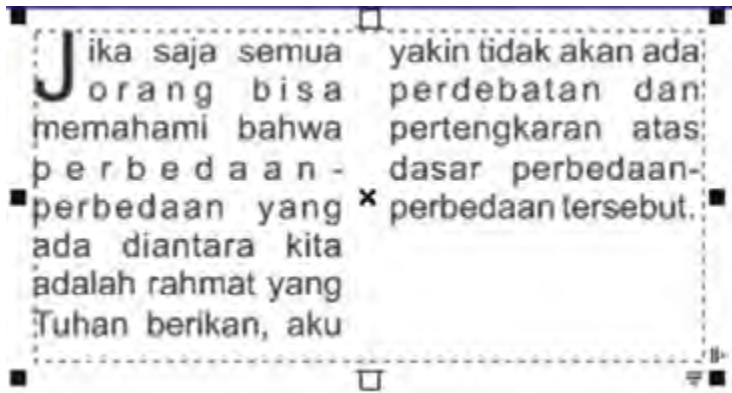 Jika saja semua
orang bisa
memahami bahwa
perbedaan-
perbedaan yang
ada diantara kita
adalah rahmat yang
Tuhan berikan, aku
yakin tidak akan ada
perdebatan dan
pertengkaran atas
dasar perbedaan-
perbedaan tersebut.